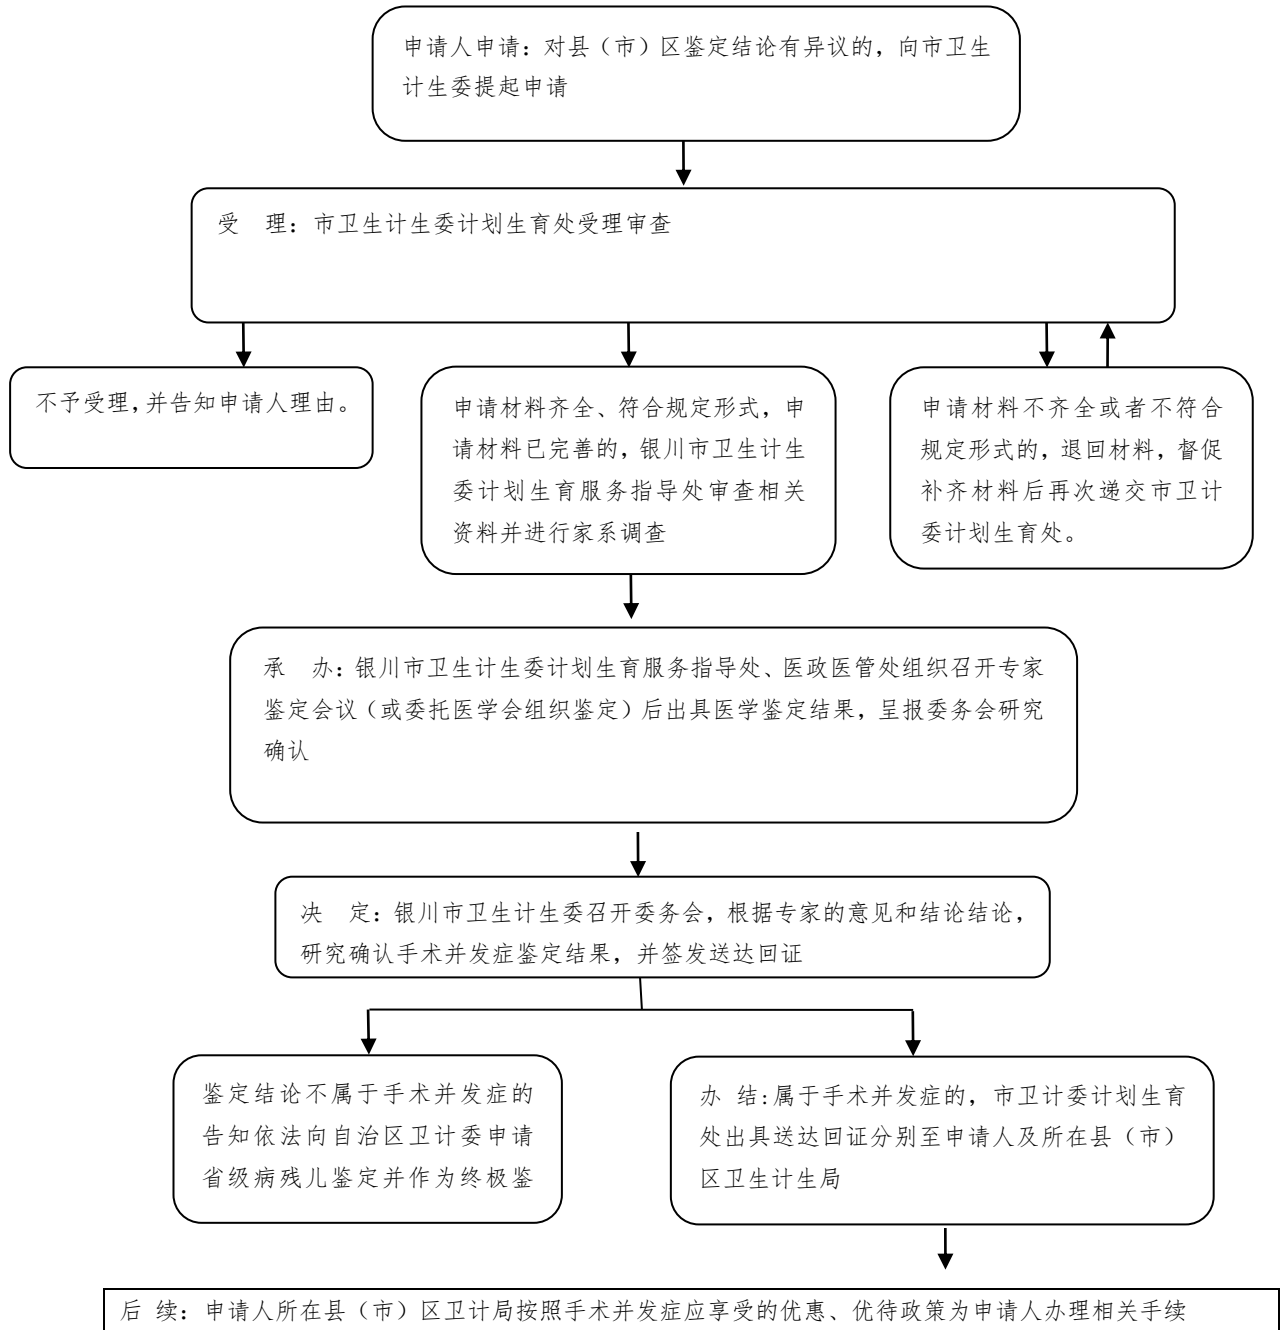 申请人申请：对县（市）区鉴定结论有异议的，向市卫生
计生委提起申请
受　理：市卫生计生委计划生育处受理审查
不予受理，并告知申请人理由。
申请材料齐全、符合规定形式，申
请材料已完善的，银川市卫生计生
委计划生育服务指导处审查相关
资料并进行家系调查
申请材料不齐全或者不符合
规定形式的，退回材料，督促
补齐材料后再次递交市卫计
委计划生育处。
承　办：银川市卫生计生委计划生育服务指导处、医政医管处组织召开专家
鉴定会议（或委托医学会组织鉴定）后出具医学鉴定结果，呈报委务会研究
确认
决　定：银川市卫生计生委召开委务会，根据专家的意见和结论结论，
研究确认手术并发症鉴定结果，并签发送达回证
鉴定结论不属于手术并发症的
告知依法向自治区卫计委申请
省级病残儿鉴定并作为终极鉴
办 结：属于手术并发症的，市卫计委计划生育
处出具送达回证分别至申请人及所在县（市）
区卫生计生局
后 续：申请人所在县（市）区卫计局按照手术并发症应享受的优惠、优待政策为申请人办理相关手续